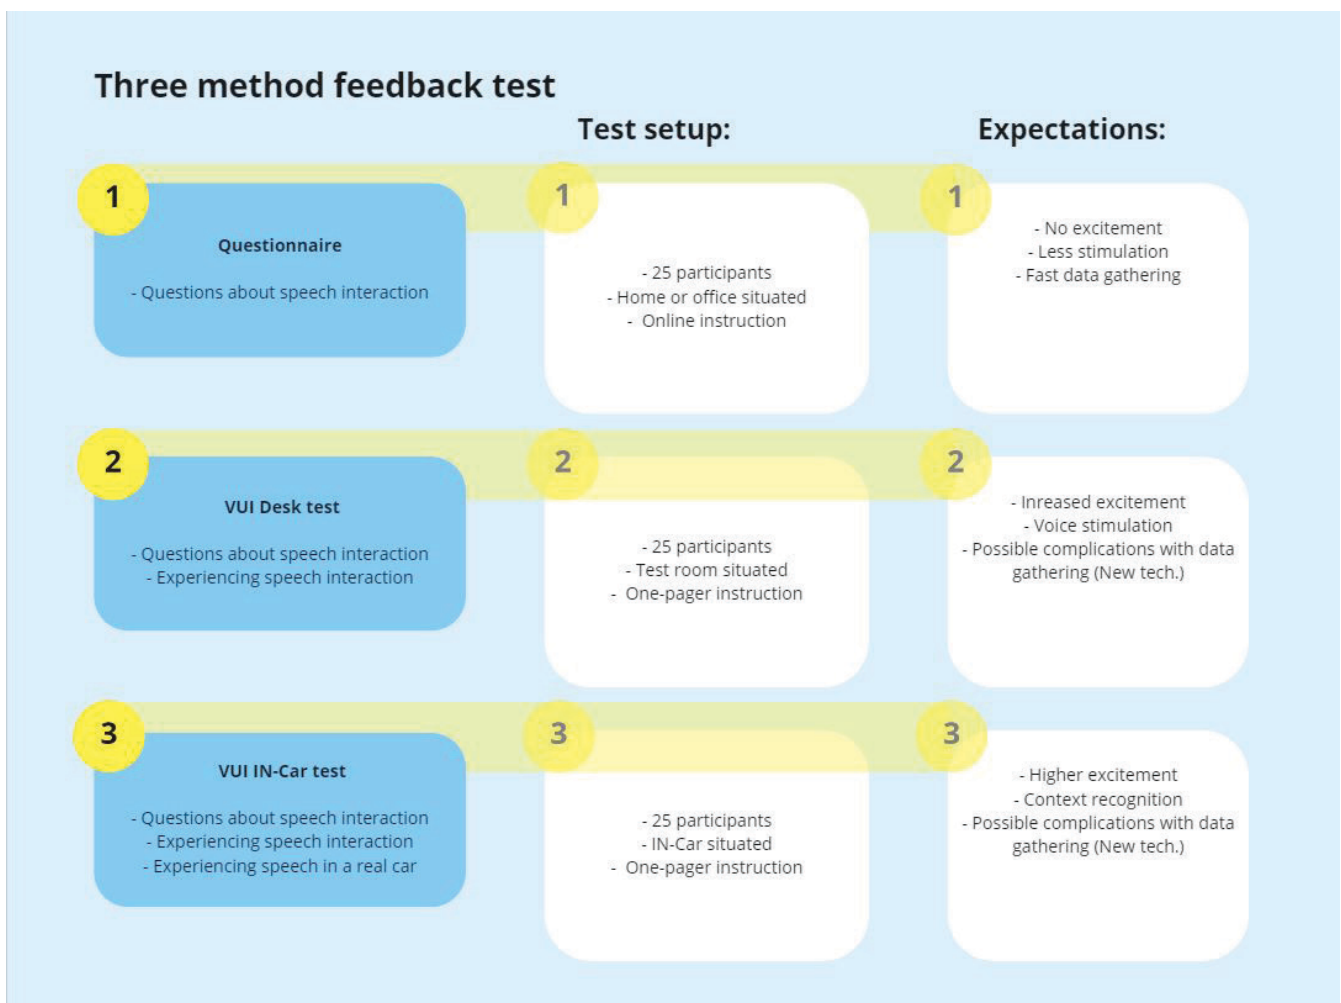 Three method feedback test
Test setup:
Expectations:
1
Questionnaire
- Questions about speech interaction
1
- 25 participants
- Home or office situated
- Online instruction
1
- No excitement
- Less stimulation
- Fast data gathering
2
VUI Desk test
- Questions about speech interaction
- Experiencing speech interaction
2
- 25 participants
- Test room situated
- One-pager instruction
2
- Inreased excitement
- Voice stimulation
- Possible complications with data
gathering (New tech.)
3
VUI IN-Car test
- Questions about speech interaction
- Experiencing speech interaction
- Experiencing speech in a real car
3
- 25 participants
- IN-Car situated
- One-pager instruction
3
- Higher excitement
- Context recognition
- Possible complications with data
gathering (New tech.)